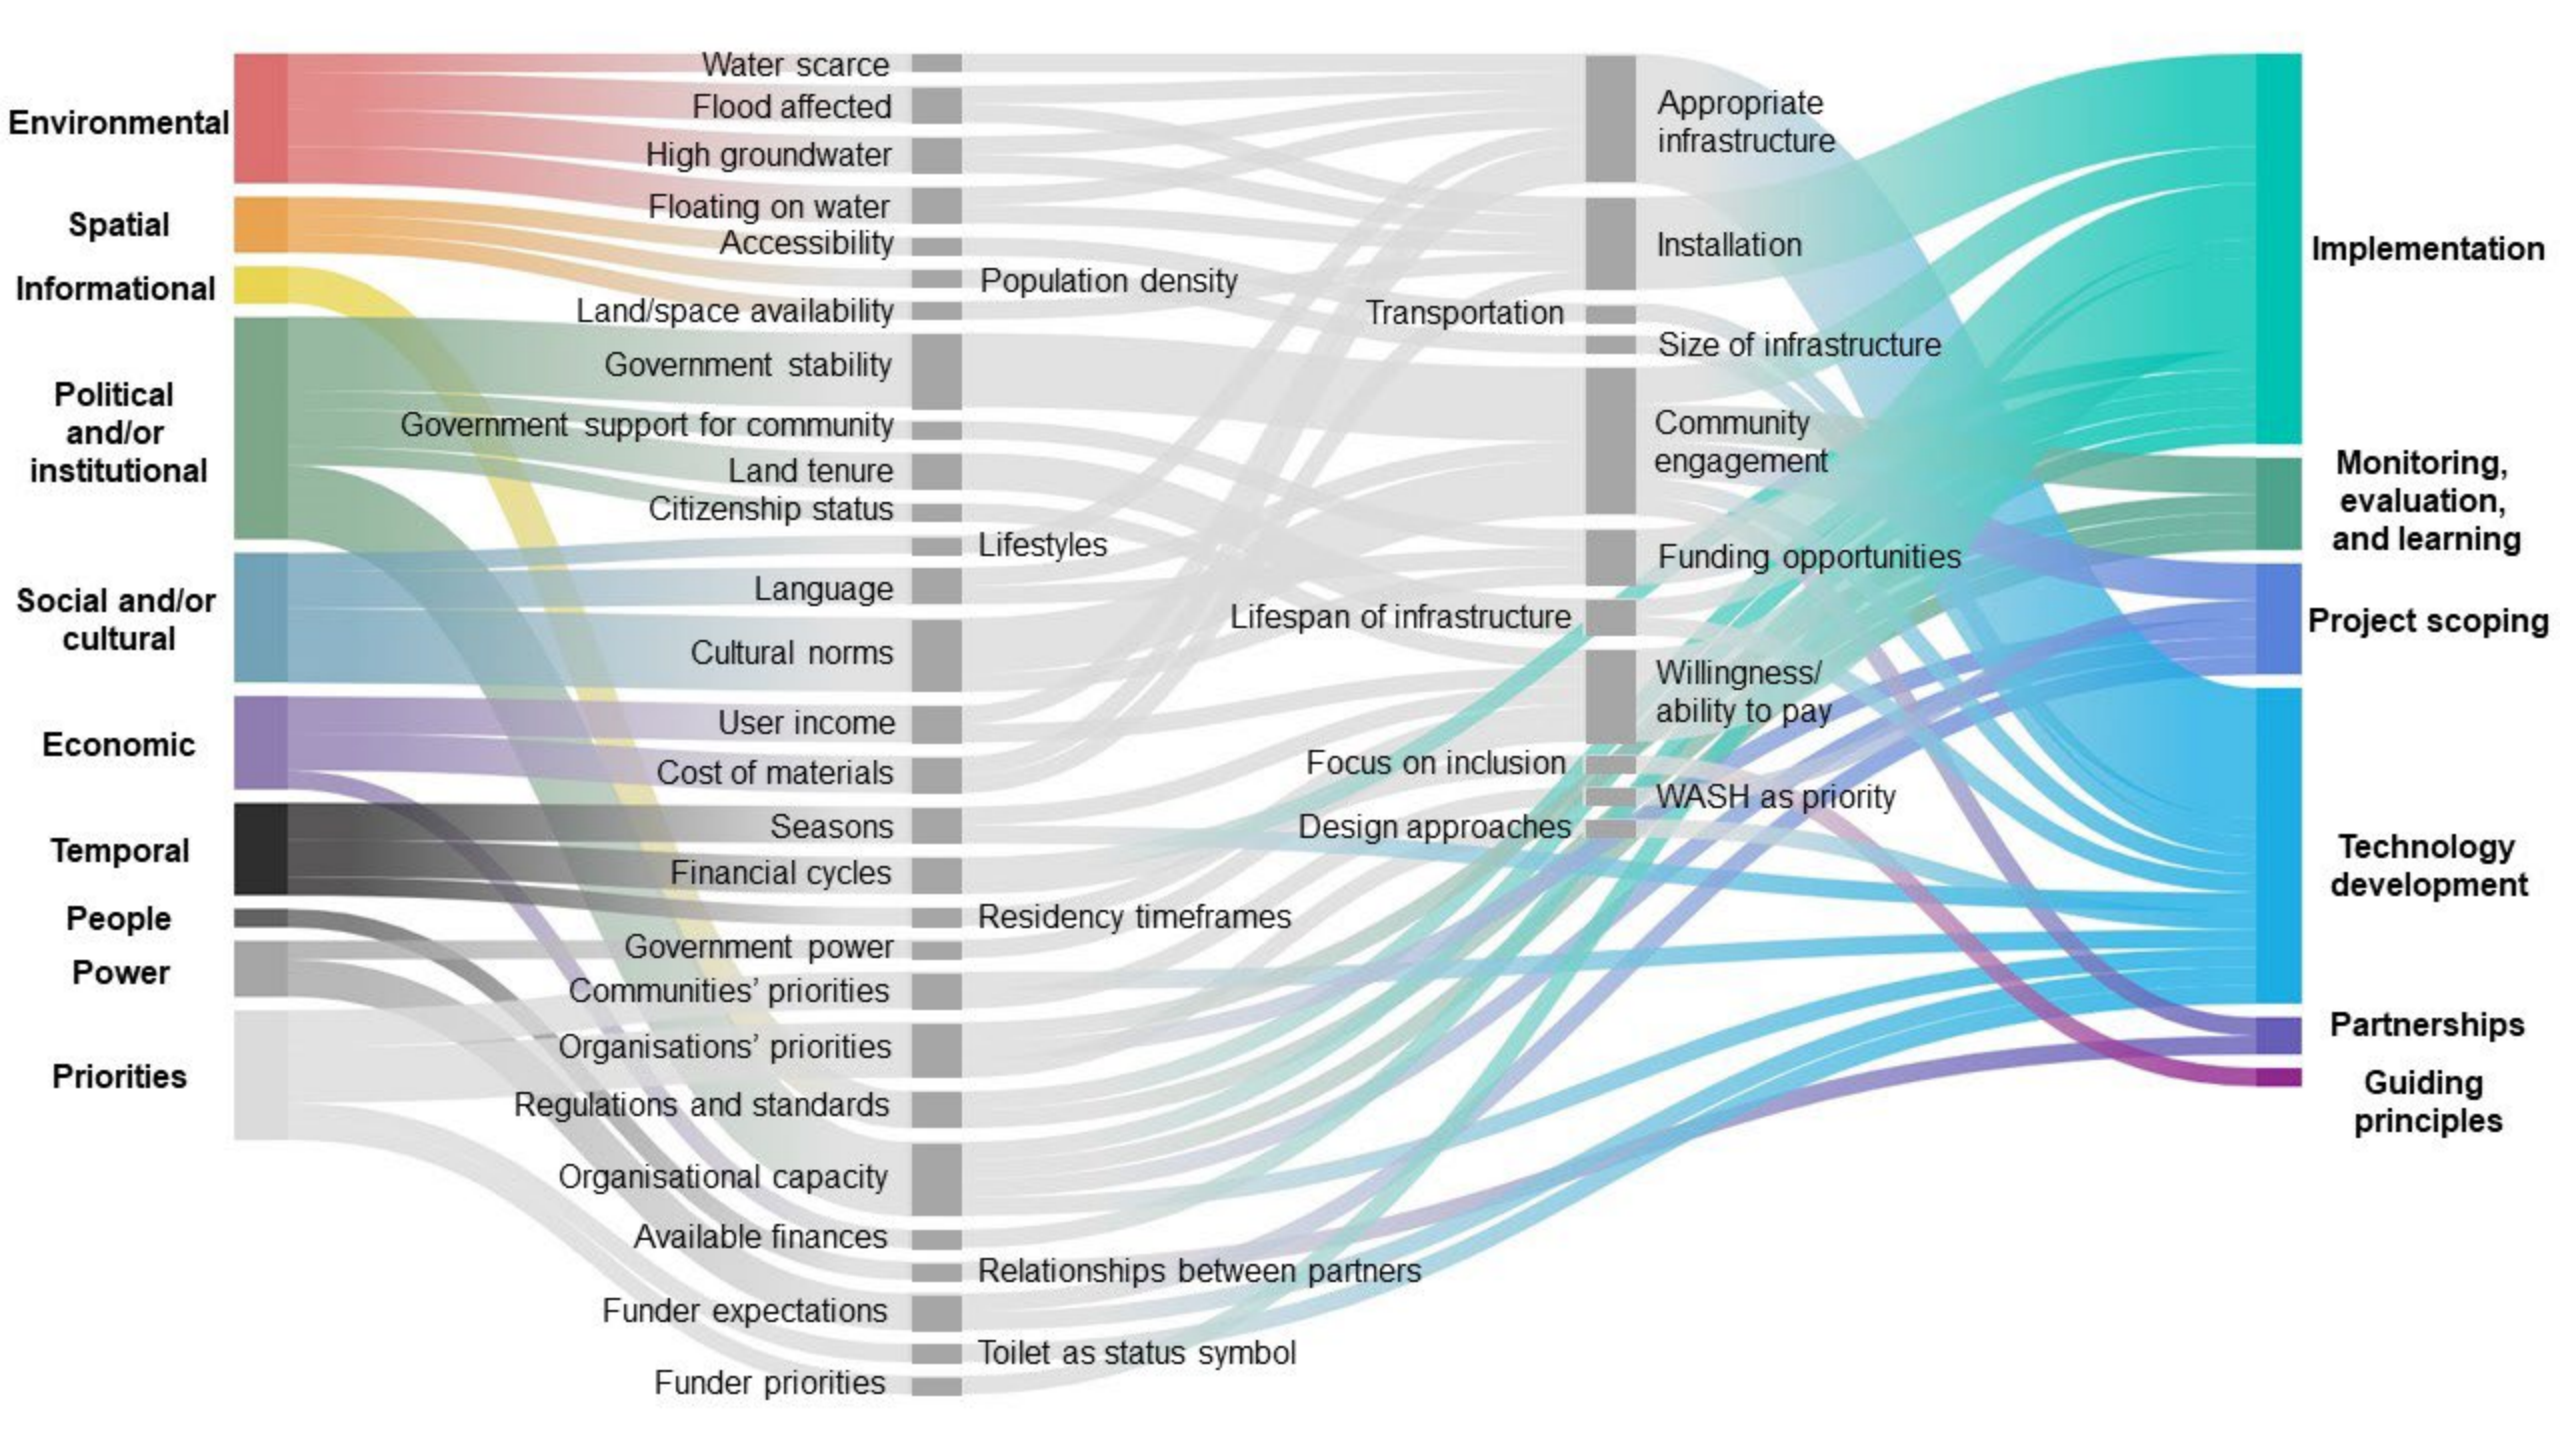 Environmental
Spatial
Informational
Political
and/or
institutional
Social and/or
cultural
Economic
Temporal
People
Power
Priorities
Water scarce
Flood affected
High groundwater
Floating on water
Accessibility
Population density
Land/space availability
Government stability
Government support for community
Land tenure
Citizenship status
Lifestyles
Language
Cultural norms
User income
Cost of materials
Seasons
Financial cycles
Residency timeframes
Government power
Communities’ priorities
Organisations’ priorities
Regulations and standards
Organisational capacity
Available finances
Relationships between partners
Funder expectations
Toilet as status symbol
Funder priorities
Appropriate
infrastructure
Installation
Transportation
Size of infrastructure
Community
engagement
Funding opportunities
Lifespan of infrastructure
Willingness/
ability to pay
Focus on inclusion
WASH as priority
Design approaches
Implementation
Monitoring,
evaluation,
and learning
Project scoping
Technology
development
Partnerships
Guiding
principles